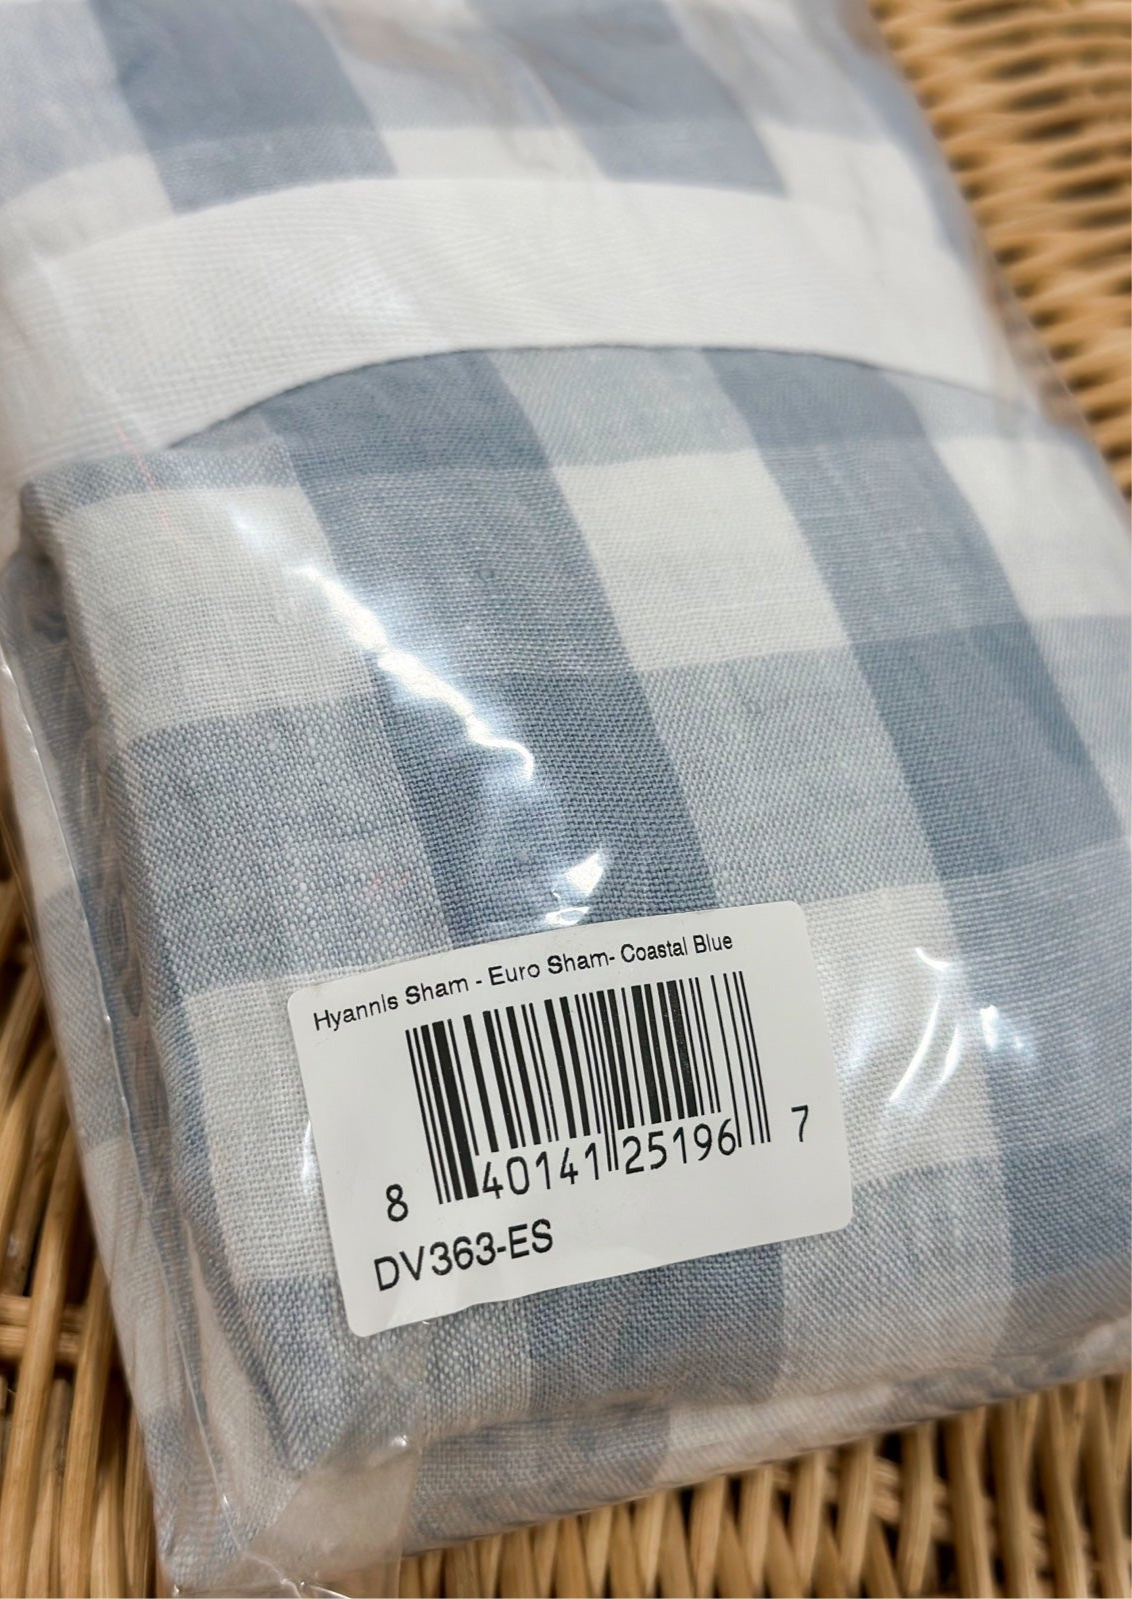 Hyannis Sham - Euro Sham- Coastal Blue
8 40141 25196 7
DV363-ES